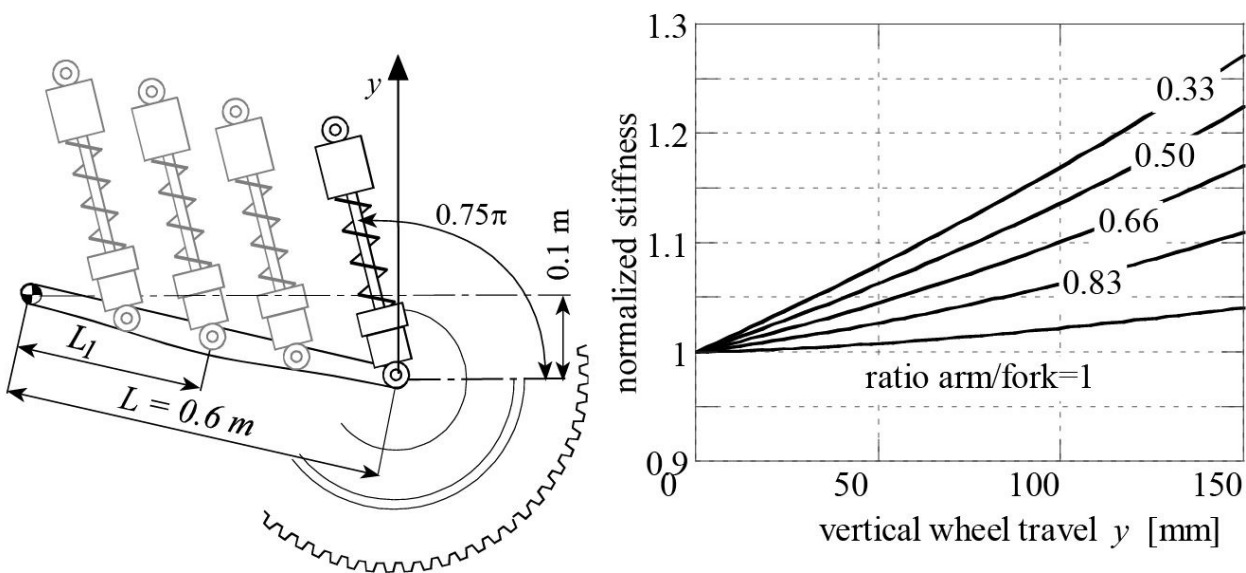 y
0.75π
0.1 m
L1
L = 0.6 m
normalized stiffness
1.3
1.2
1.1
1
0.9
0.33
0.50
0.66
0.83
ratio arm/fork=1
0
50
100
150
vertical wheel travel y [mm]